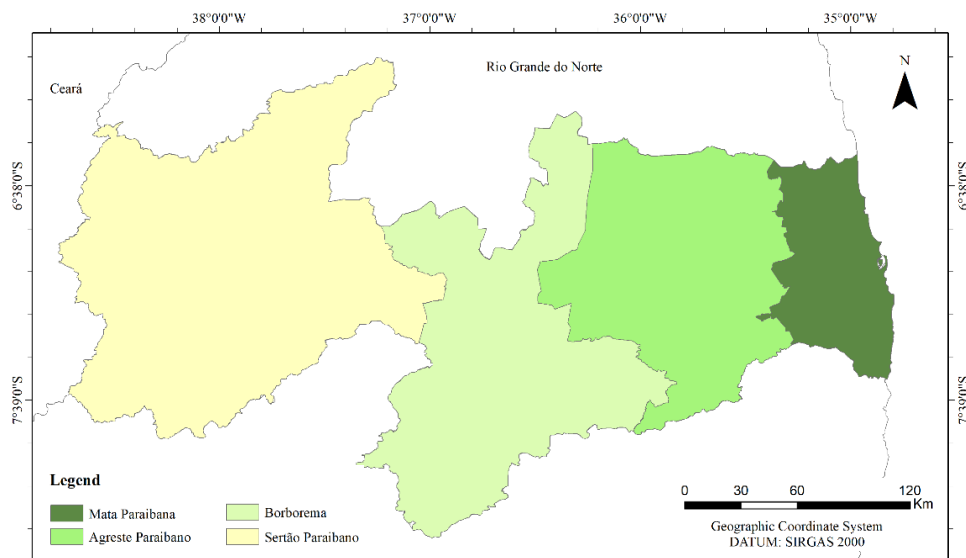 38°0'0"W 37°0'0"W 36°0'0"W 35°0'0"W
Ceará
Rio Grande do Norte
N
6°38'0"S
6°38'0"S
7°39'0"S
7°39'0"S
Legend
Mata Paraibana
Borborema
Agreste Paraibano
Sertão Paraibano
0 30 60 120
Km
Geographic Coordinate System
DATUM: SIRGAS 2000